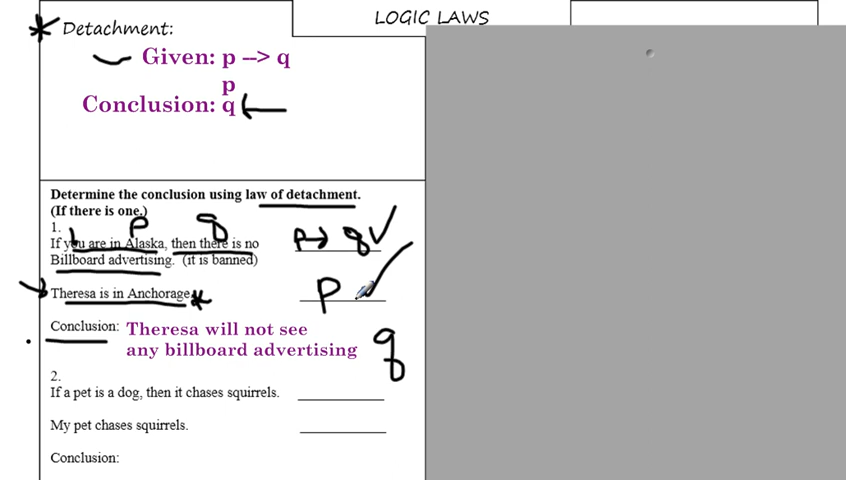 LOGIC LAWS
* Detachment:
Given: p --> q
p
Conclusion: q ←
Determine the conclusion using law of detachment.
(If there is one.)
1.
p q
If you are in Alaska, then there is no p → q ✓
Billboard advertising. (it is banned)
Theresa is in Anchorage * p ✓
Conclusion: Theresa will not see
any billboard advertising q
2.
If a pet is a dog, then it chases squirrels.
My pet chases squirrels.
Conclusion: